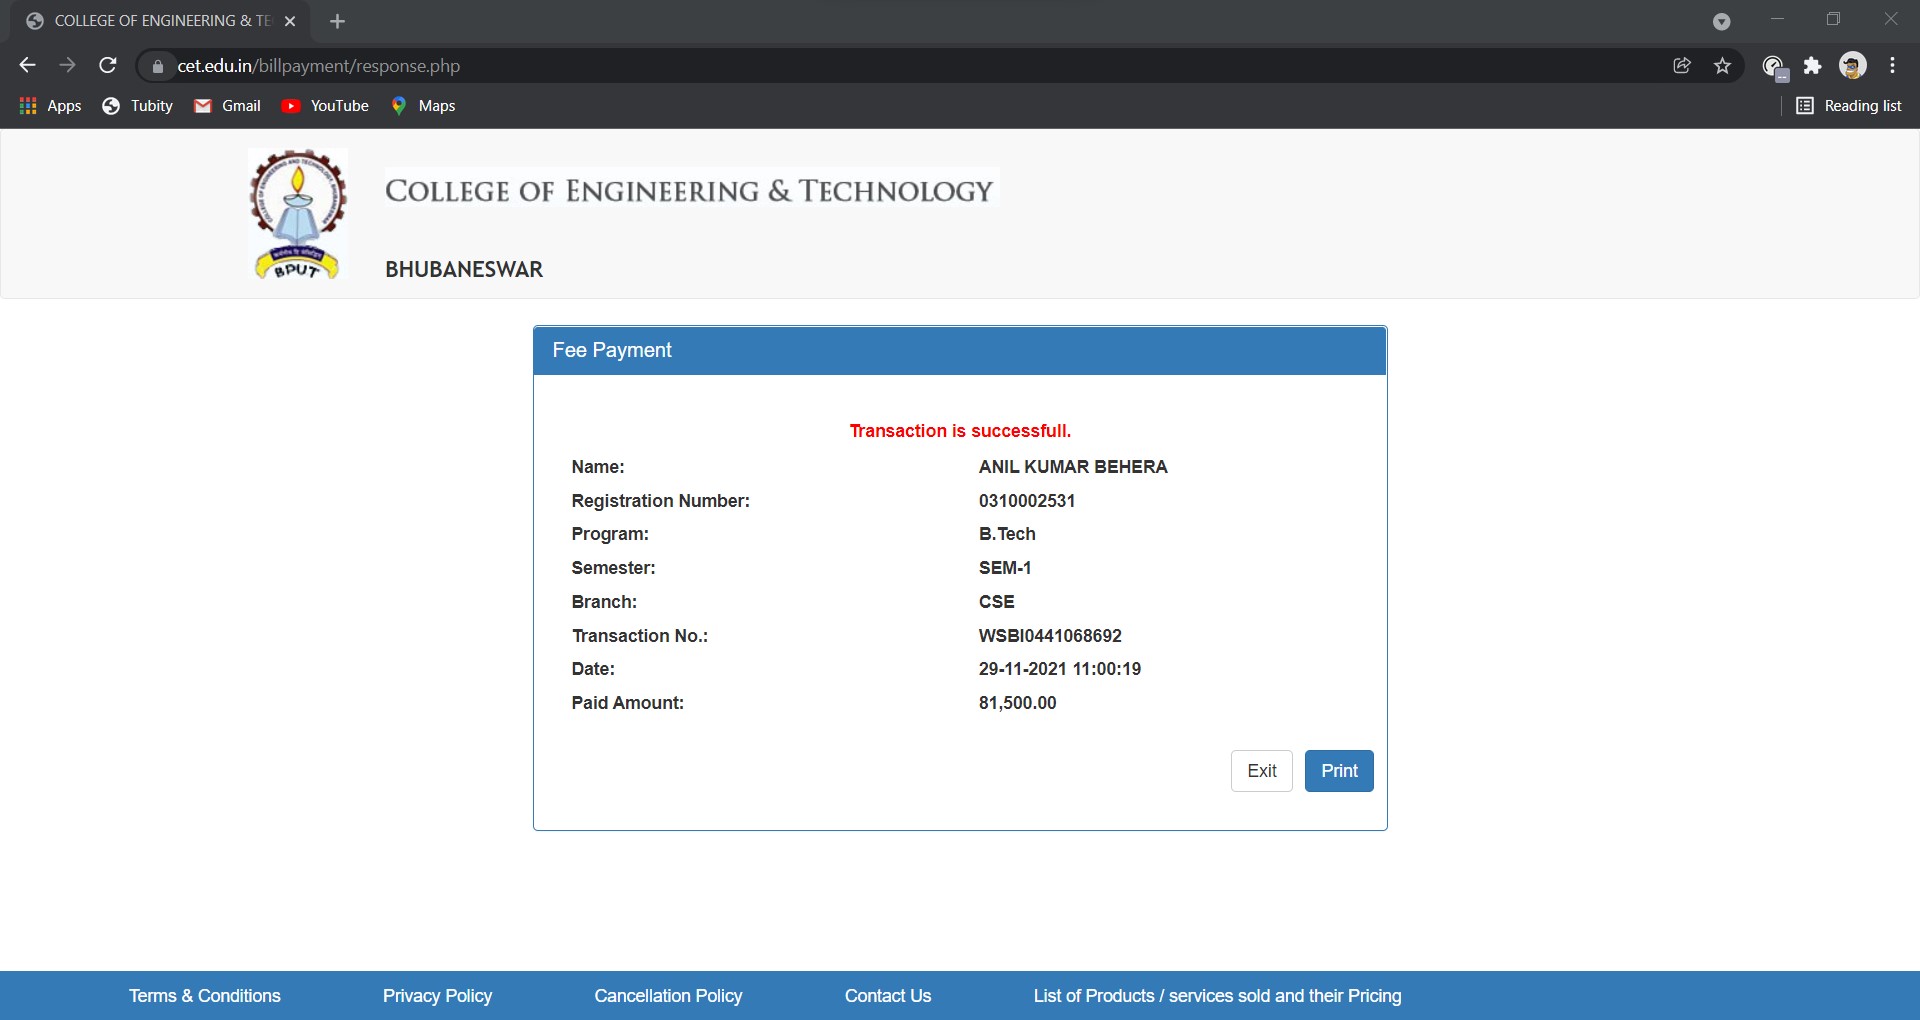 COLLEGE OF ENGINEERING & TE
cet.edu.in/billpayment/response.php
Apps Tubity Gmail YouTube Maps Reading list
COLLEGE OF ENGINEERING & TECHNOLOGY
BPUT
BHUBANESWAR
Fee Payment
Transaction is successfull.
Name: ANIL KUMAR BEHERA
Registration Number: 0310002531
Program: B.Tech
Semester: SEM-1
Branch: CSE
Transaction No.: WSBI0441068692
Date: 29-11-2021 11:00:19
Paid Amount: 81,500.00
Exit Print
Terms & Conditions Privacy Policy Cancellation Policy Contact Us List of Products / services sold and their Pricing